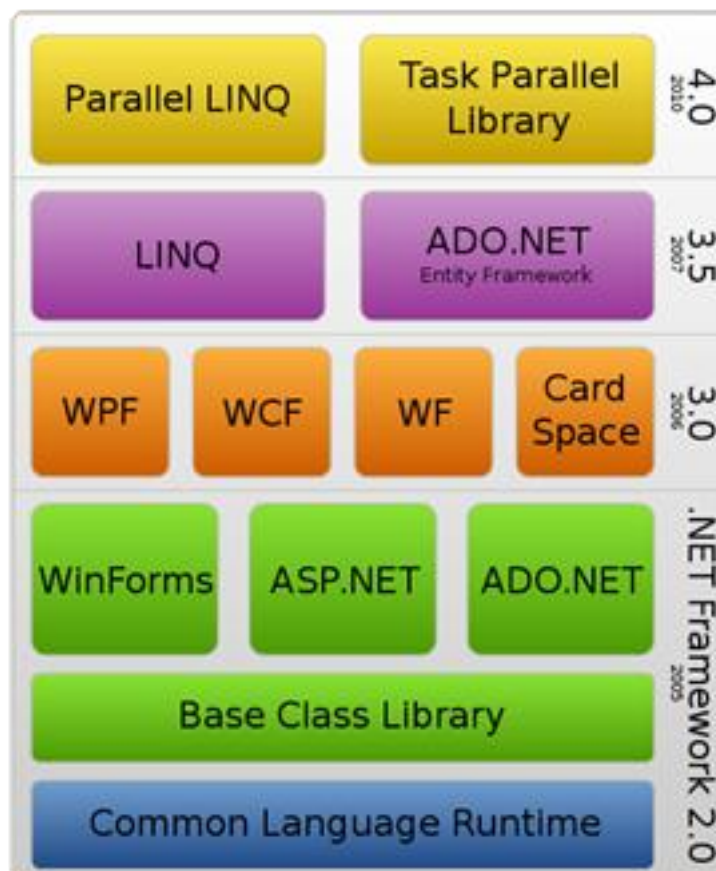 Parallel LINQ
Task Parallel
Library
4.0
2010
LINQ
ADO.NET
Entity Framework
3.5
2007
WPF
WCF
WF
Card
Space
3.0
2006
WinForms
ASP.NET
ADO.NET
Base Class Library
Common Language Runtime
.NET Framework 2.0
2005